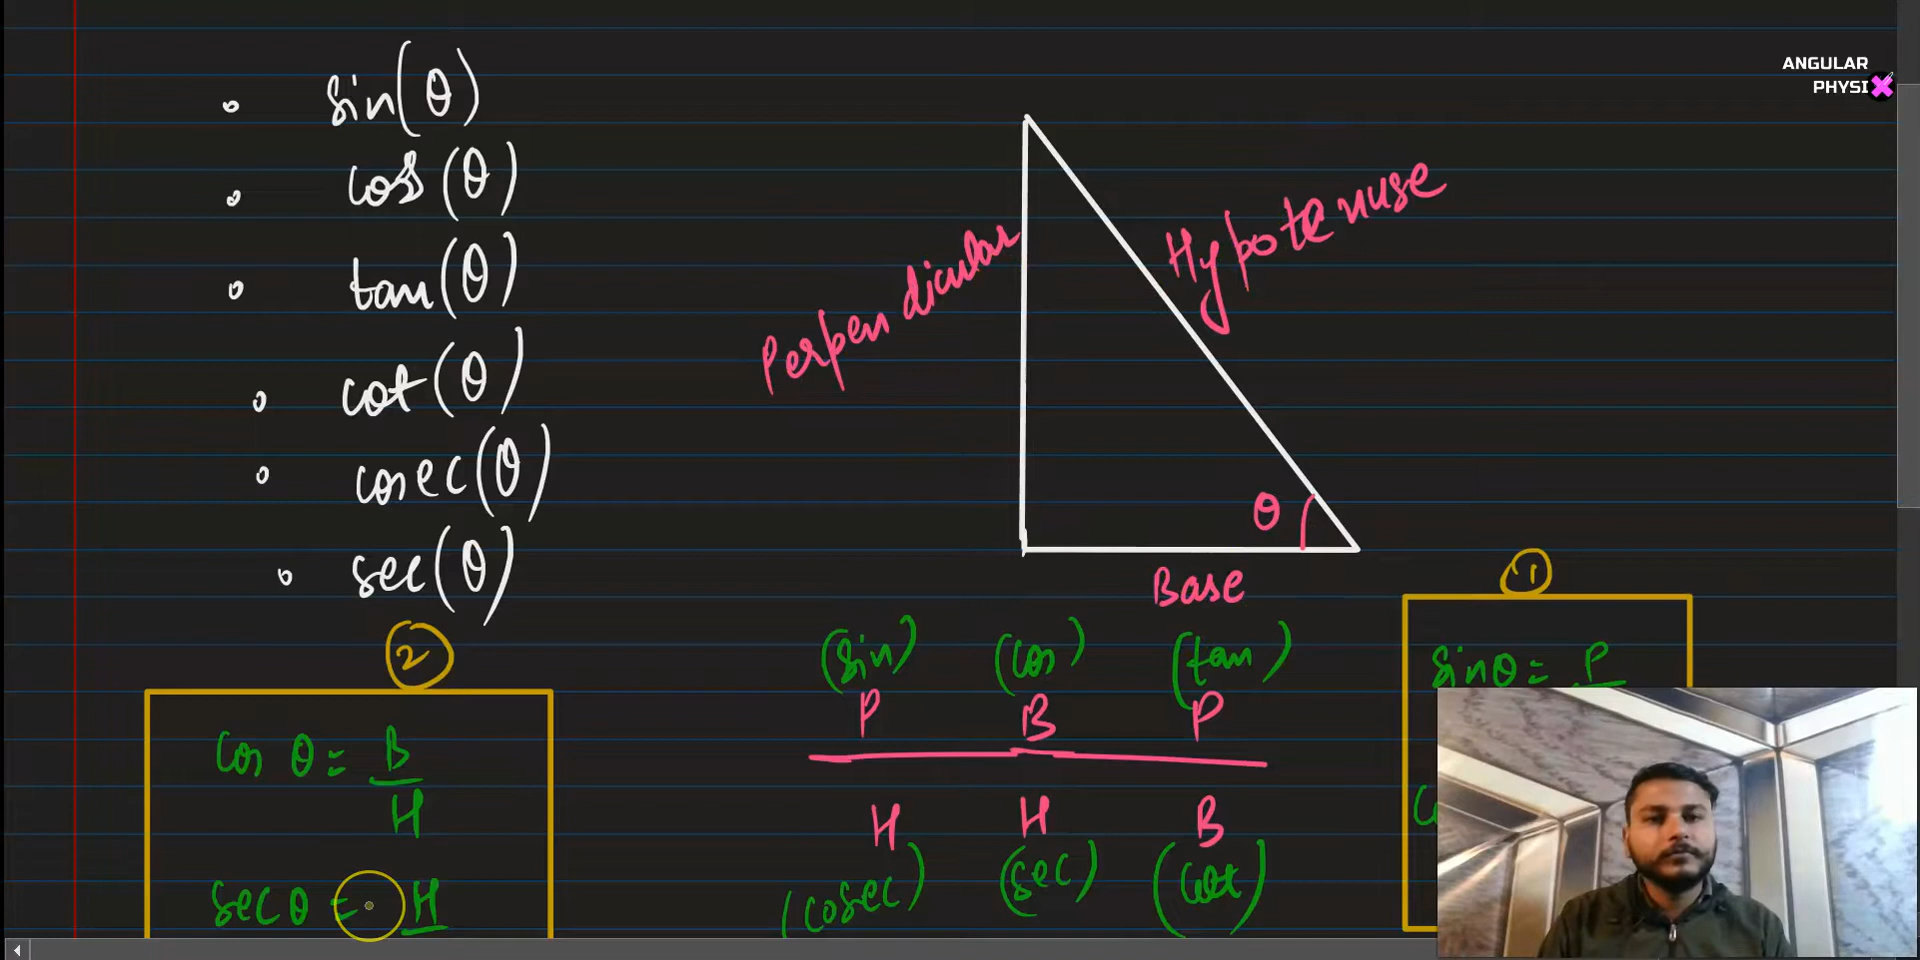 ANGULAR
PHYSI
sin(θ)
cos(θ)
tan(θ)
cot(θ)
cosec(θ)
sec(θ)
Perpendicular
Hypotenuse
θ
Base
(sin) (cos) (tan)
P B P
H H B
(cosec) (sec) (cot)
①
sinθ = P
②
cos θ = B
H
sec θ = H